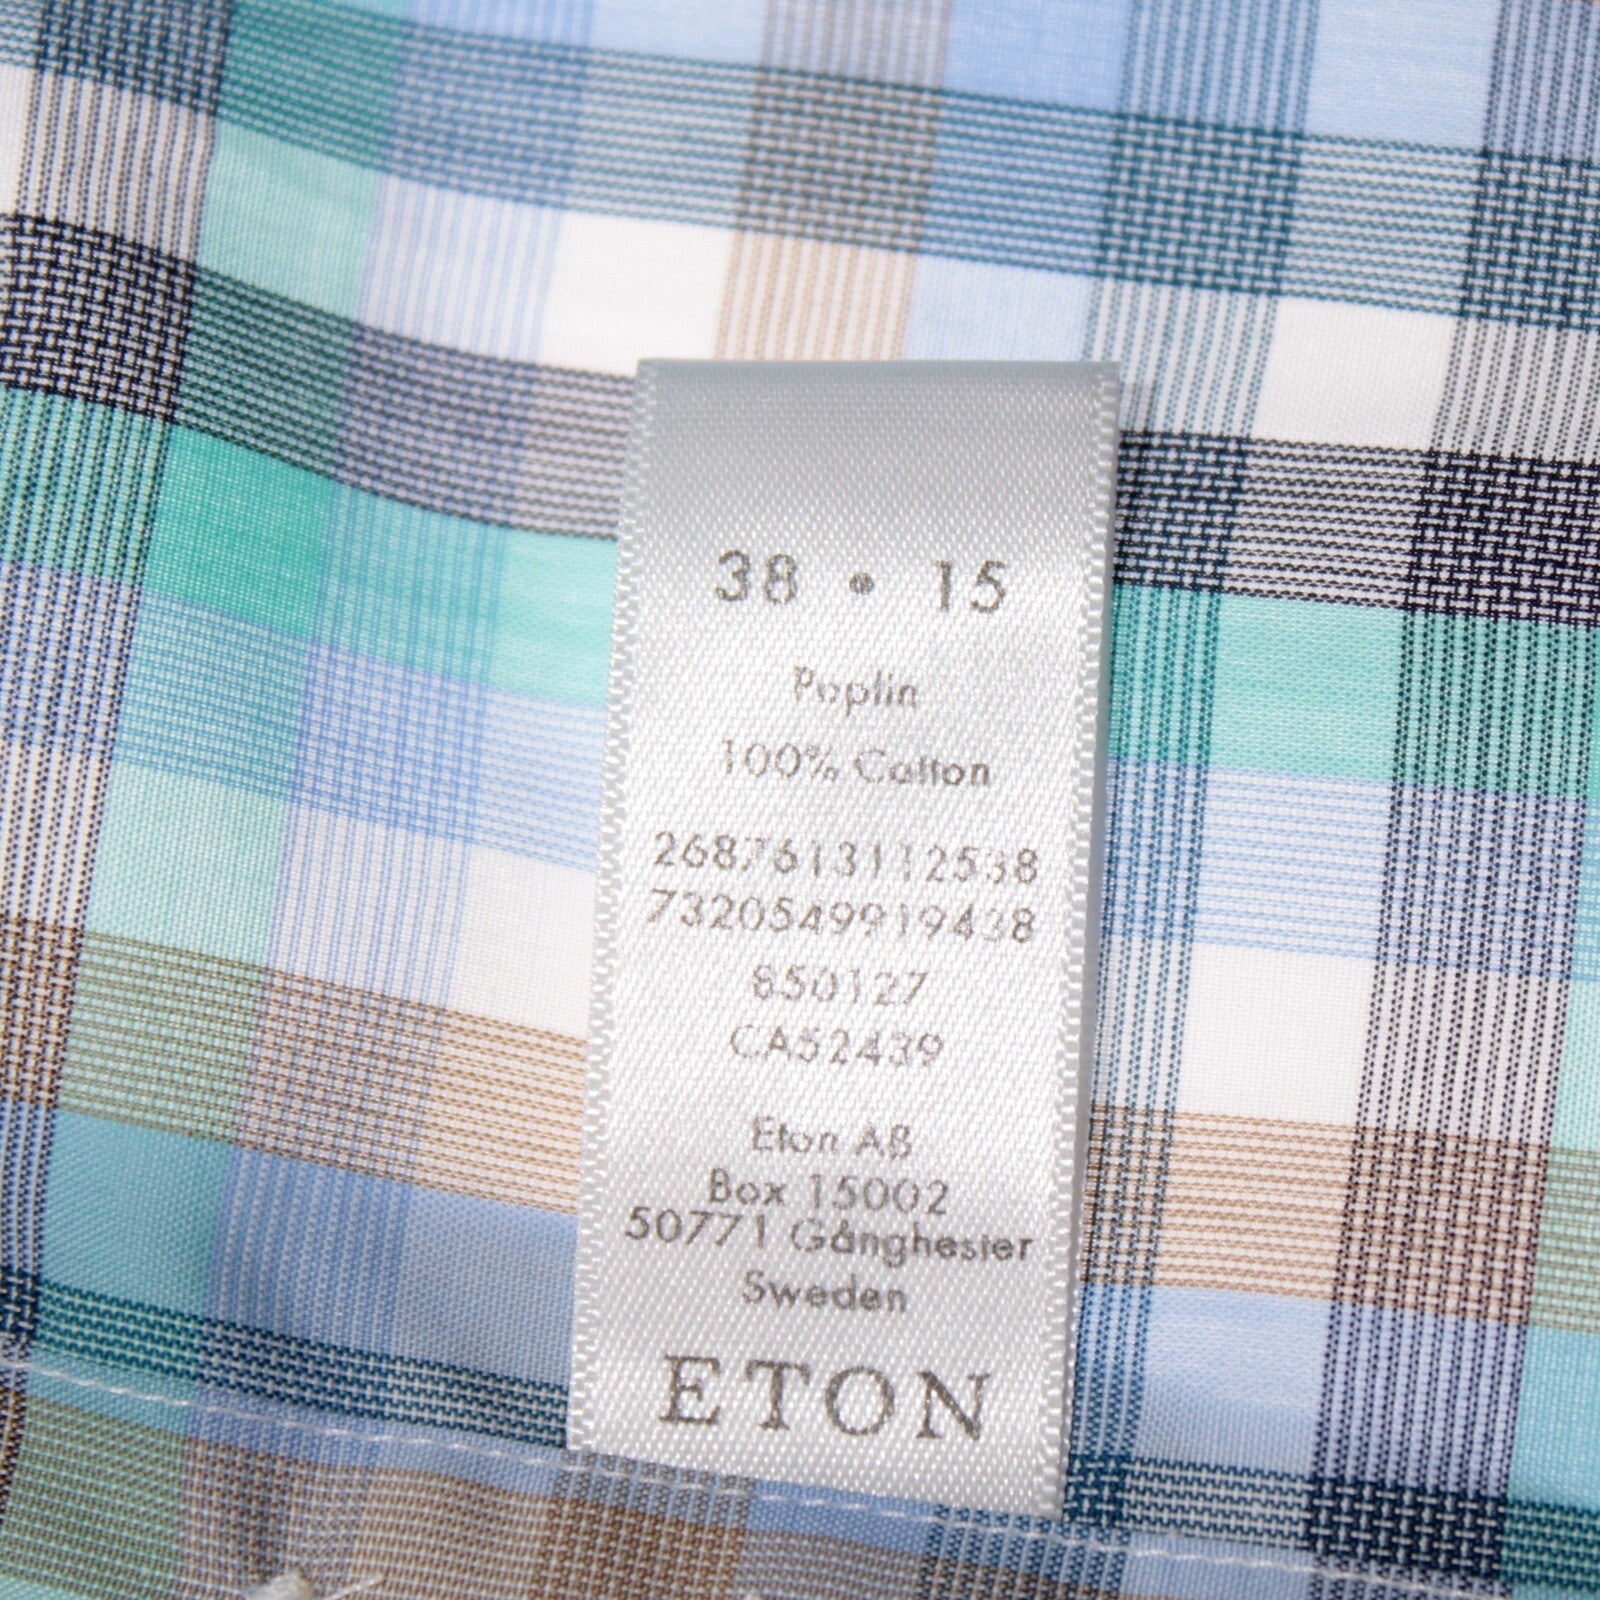 38 • 15
Poplin
100% Cotton
2687613112538
7320549919438
850127
CA52439
Eton AB
Box 15002
50771 Gånghester
Sweden
ETON